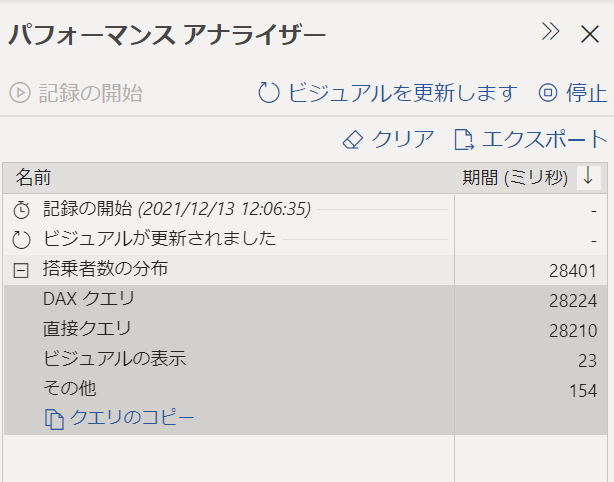 パフォーマンス アナライザー
記録の開始 ビジュアルを更新します 停止
クリア エクスポート
名前 期間 (ミリ秒)
記録の開始 (2021/12/13 12:06:35) -
ビジュアルが更新されました -
搭乗者数の分布 28401
DAX クエリ 28224
直接クエリ 28210
ビジュアルの表示 23
その他 154
クエリのコピー